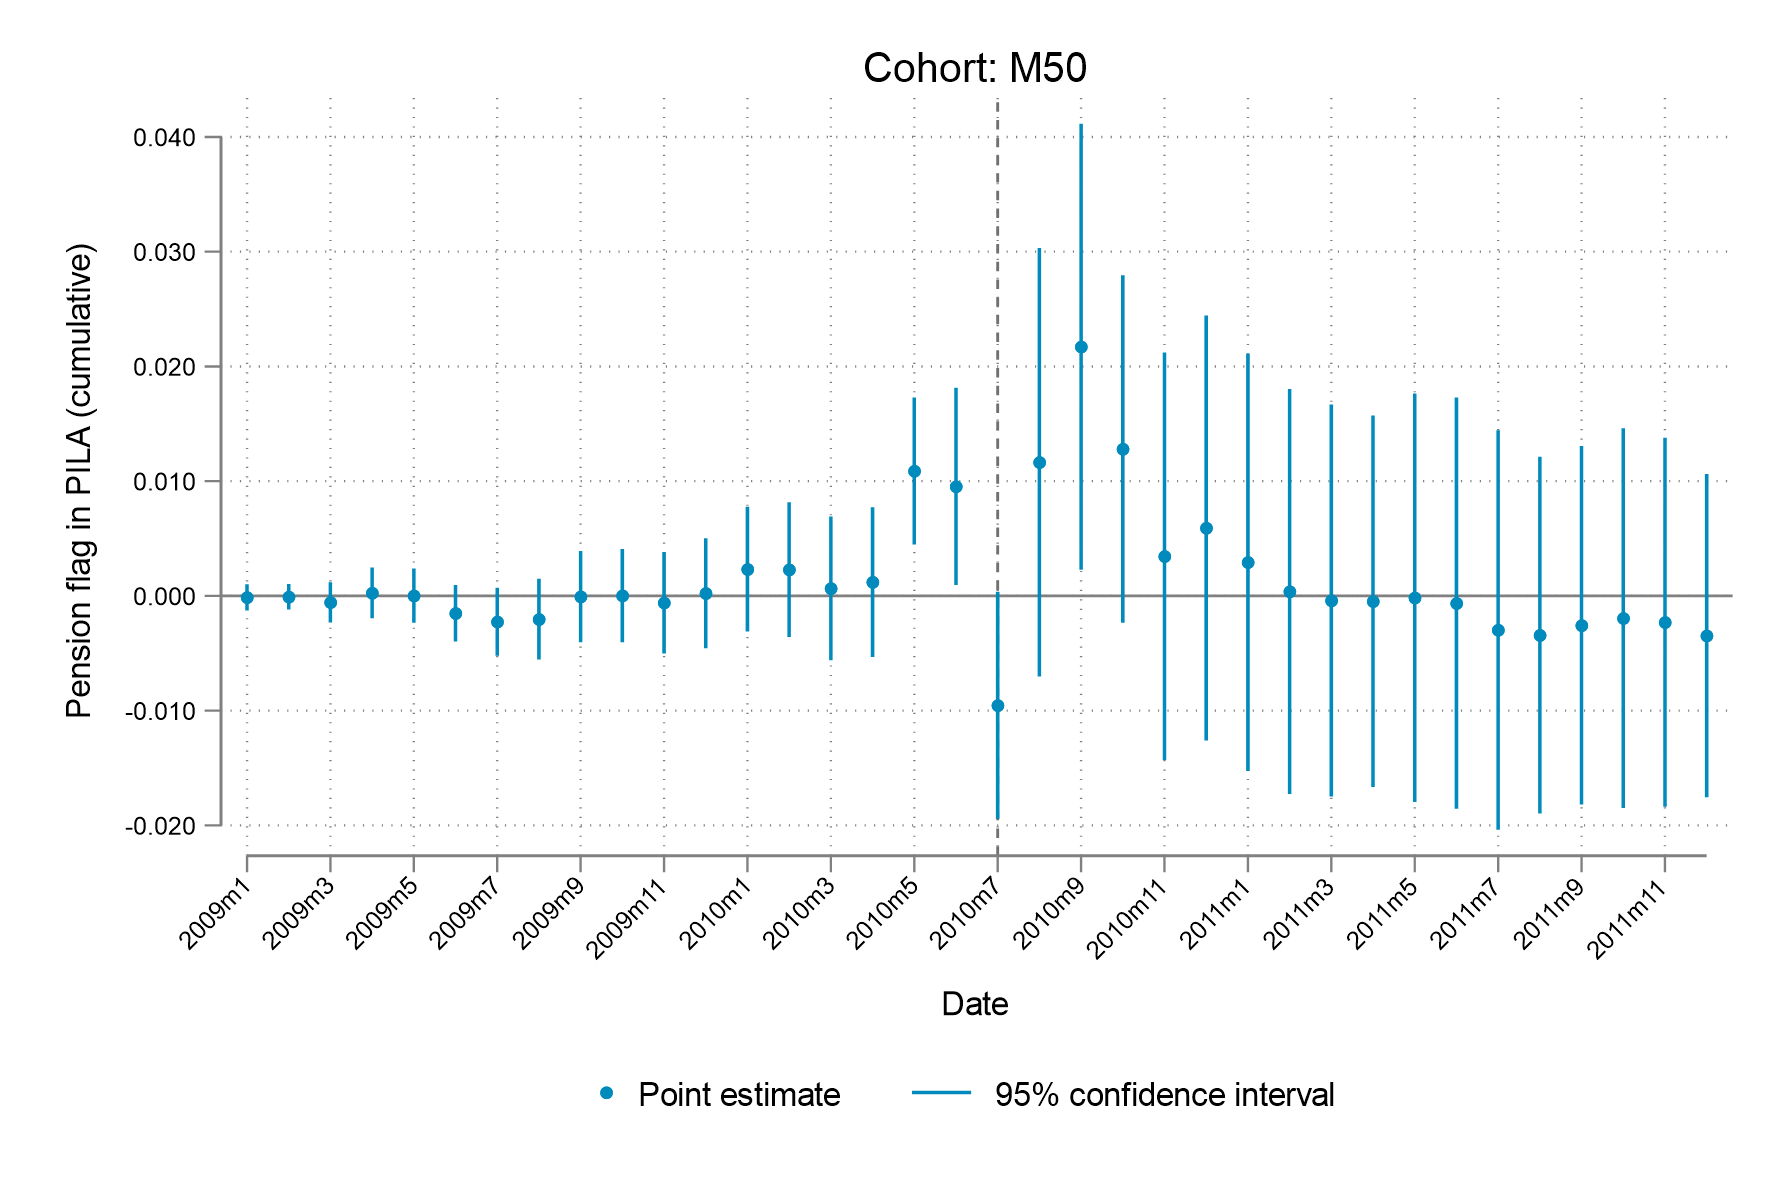 Cohort: M50
Pension flag in PILA (cumulative)
0.040
0.030
0.020
0.010
0.000
-0.010
-0.020
2009m1
2009m3
2009m5
2009m7
2009m9
2009m11
2010m1
2010m3
2010m5
2010m7
2010m9
2010m11
2011m1
2011m3
2011m5
2011m7
2011m9
2011m11
Date
Point estimate
95% confidence interval